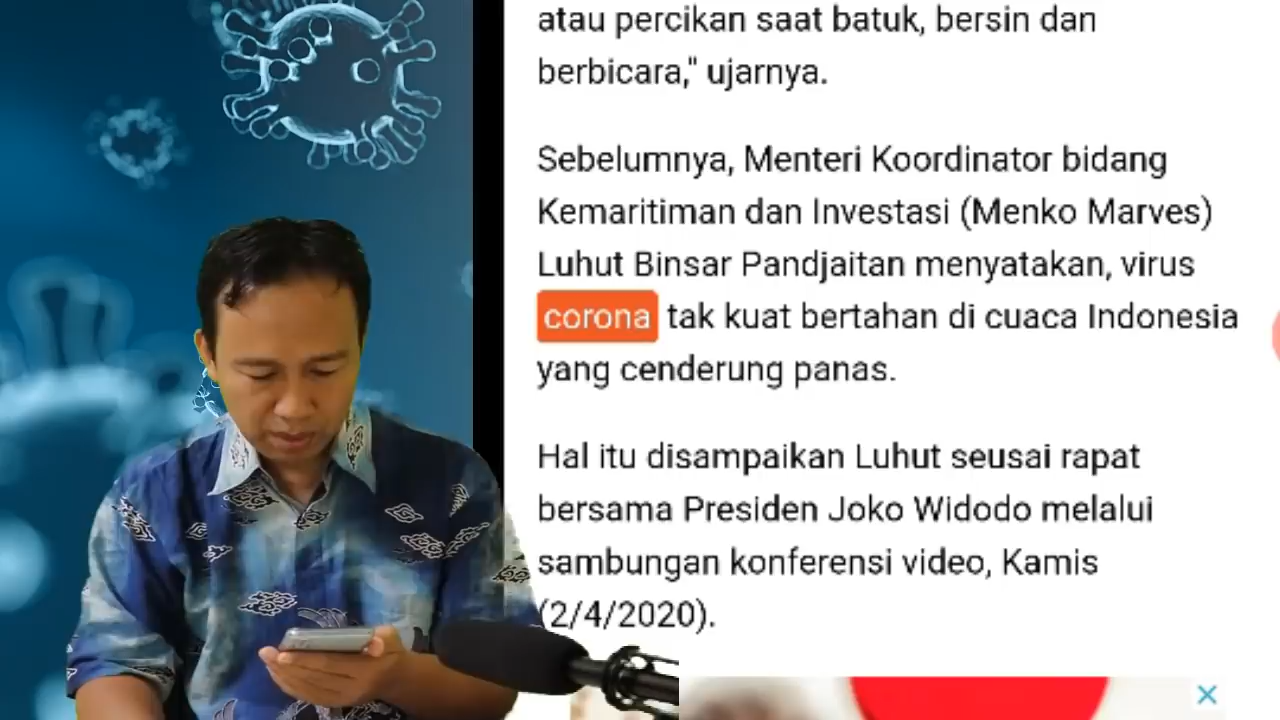 atau percikan saat batuk, bersin dan
berbicara," ujarnya.
Sebelumnya, Menteri Koordinator bidang
Kemaritiman dan Investasi (Menko Marves)
Luhut Binsar Pandjaitan menyatakan, virus
corona tak kuat bertahan di cuaca Indonesia
yang cenderung panas.
Hal itu disampaikan Luhut seusai rapat
bersama Presiden Joko Widodo melalui
sambungan konferensi video, Kamis
(2/4/2020).